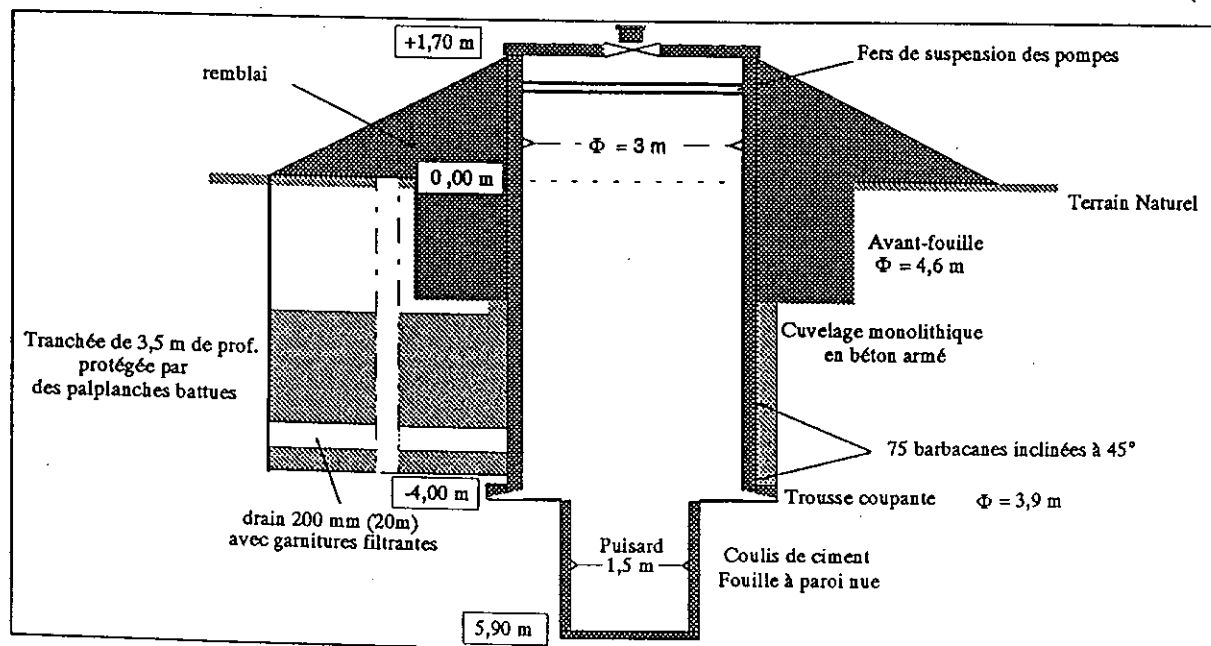 +1,70 m
Fers de suspension des pompes
remblai
Φ = 3 m
0 ,00 m
Terrain Naturel
Avant-fouille
Φ = 4,6 m
Tranchée de 3,5 m de prof.
protégée par
des palplanches battues
Cuvelage monolithique
en béton armé
75 barbacanes inclinées à 45°
-4,00 m
Trousse coupante Φ = 3,9 m
drain 200 mm (20m)
avec garnitures filtrantes
Puisard
1,5 m
Coulis de ciment
Fouille à paroi nue
5,90 m